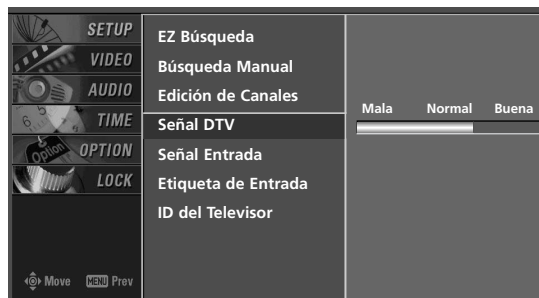 SETUP
VIDEO
AUDIO
TIME
OPTION
Option
LOCK
Move MENU Prev
EZ Búsqueda
Búsqueda Manual
Edición de Canales
Señal DTV
Señal Entrada
Etiqueta de Entrada
ID del Televisor
Mala Normal Buena